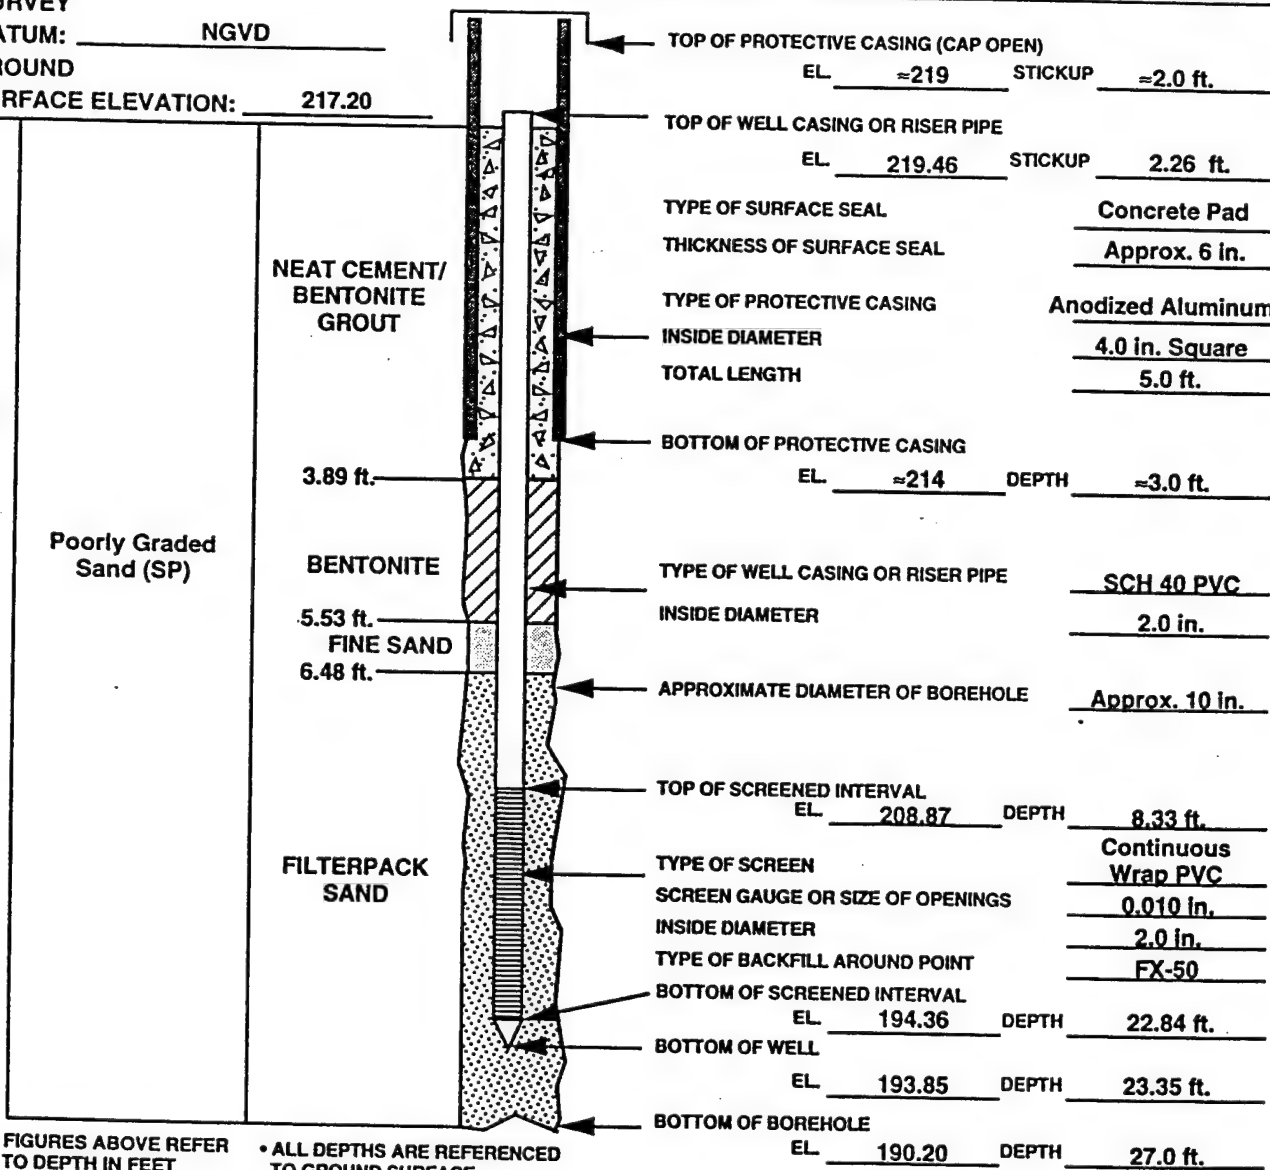 RVEY
ATUM: NGVD
ROUND
RFACE ELEVATION: 217.20
TOP OF PROTECTIVE CASING (CAP OPEN)
EL. ≈219 STICKUP ≈2.0 ft.
TOP OF WELL CASING OR RISER PIPE
EL. 219.46 STICKUP 2.26 ft.
TYPE OF SURFACE SEAL Concrete Pad
THICKNESS OF SURFACE SEAL Approx. 6 in.
NEAT CEMENT/
BENTONITE
GROUT
TYPE OF PROTECTIVE CASING Anodized Aluminum
INSIDE DIAMETER 4.0 in. Square
TOTAL LENGTH 5.0 ft.
BOTTOM OF PROTECTIVE CASING
EL. ≈214 DEPTH ≈3.0 ft.
3.89 ft.
Poorly Graded
Sand (SP)
BENTONITE
TYPE OF WELL CASING OR RISER PIPE SCH 40 PVC
INSIDE DIAMETER 2.0 in.
5.53 ft.
FINE SAND
6.48 ft.
APPROXIMATE DIAMETER OF BOREHOLE Approx. 10 in.
TOP OF SCREENED INTERVAL
EL. 208.87 DEPTH 8.33 ft.
FILTERPACK
SAND
TYPE OF SCREEN Continuous
Wrap PVC
SCREEN GAUGE OR SIZE OF OPENINGS 0.010 in.
INSIDE DIAMETER 2.0 in.
TYPE OF BACKFILL AROUND POINT FX-50
BOTTOM OF SCREENED INTERVAL
EL. 194.36 DEPTH 22.84 ft.
BOTTOM OF WELL
EL. 193.85 DEPTH 23.35 ft.
BOTTOM OF BOREHOLE
EL. 190.20 DEPTH 27.0 ft.
FIGURES ABOVE REFER
TO DEPTH IN FEET
• ALL DEPTHS ARE REFERENCED
TO GROUND SURFACE